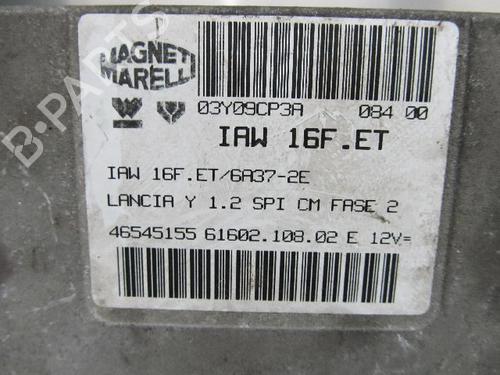 MAGNETI
MARELLI
03Y09CP3A 084 00
IAW 16F.ET
IAW 16F.ET/6A37-2E
LANCIA Y 1.2 SPI CM FASE 2
46545155 61602.108.02 E 12V=
B-PARTS